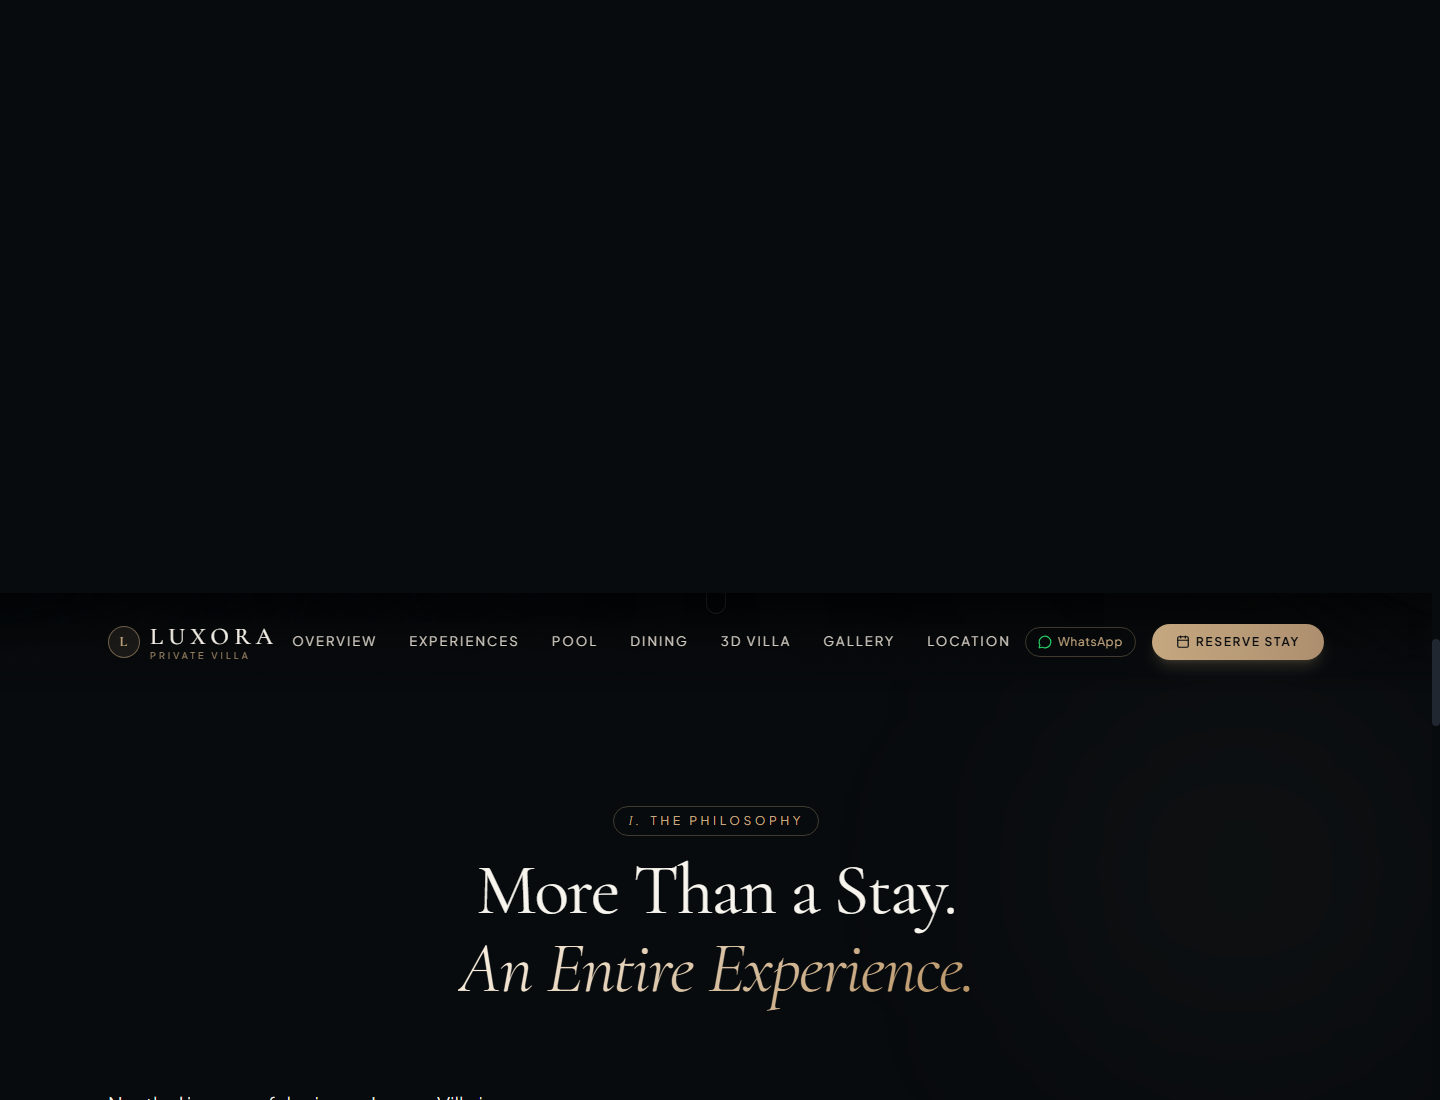 L
LUXORA
PRIVATE VILLA
OVERVIEW
EXPERIENCES
POOL
DINING
3D VILLA
GALLERY
LOCATION
WhatsApp
RESERVE STAY
I. THE PHILOSOPHY
More Than a Stay.
An Entire Experience.